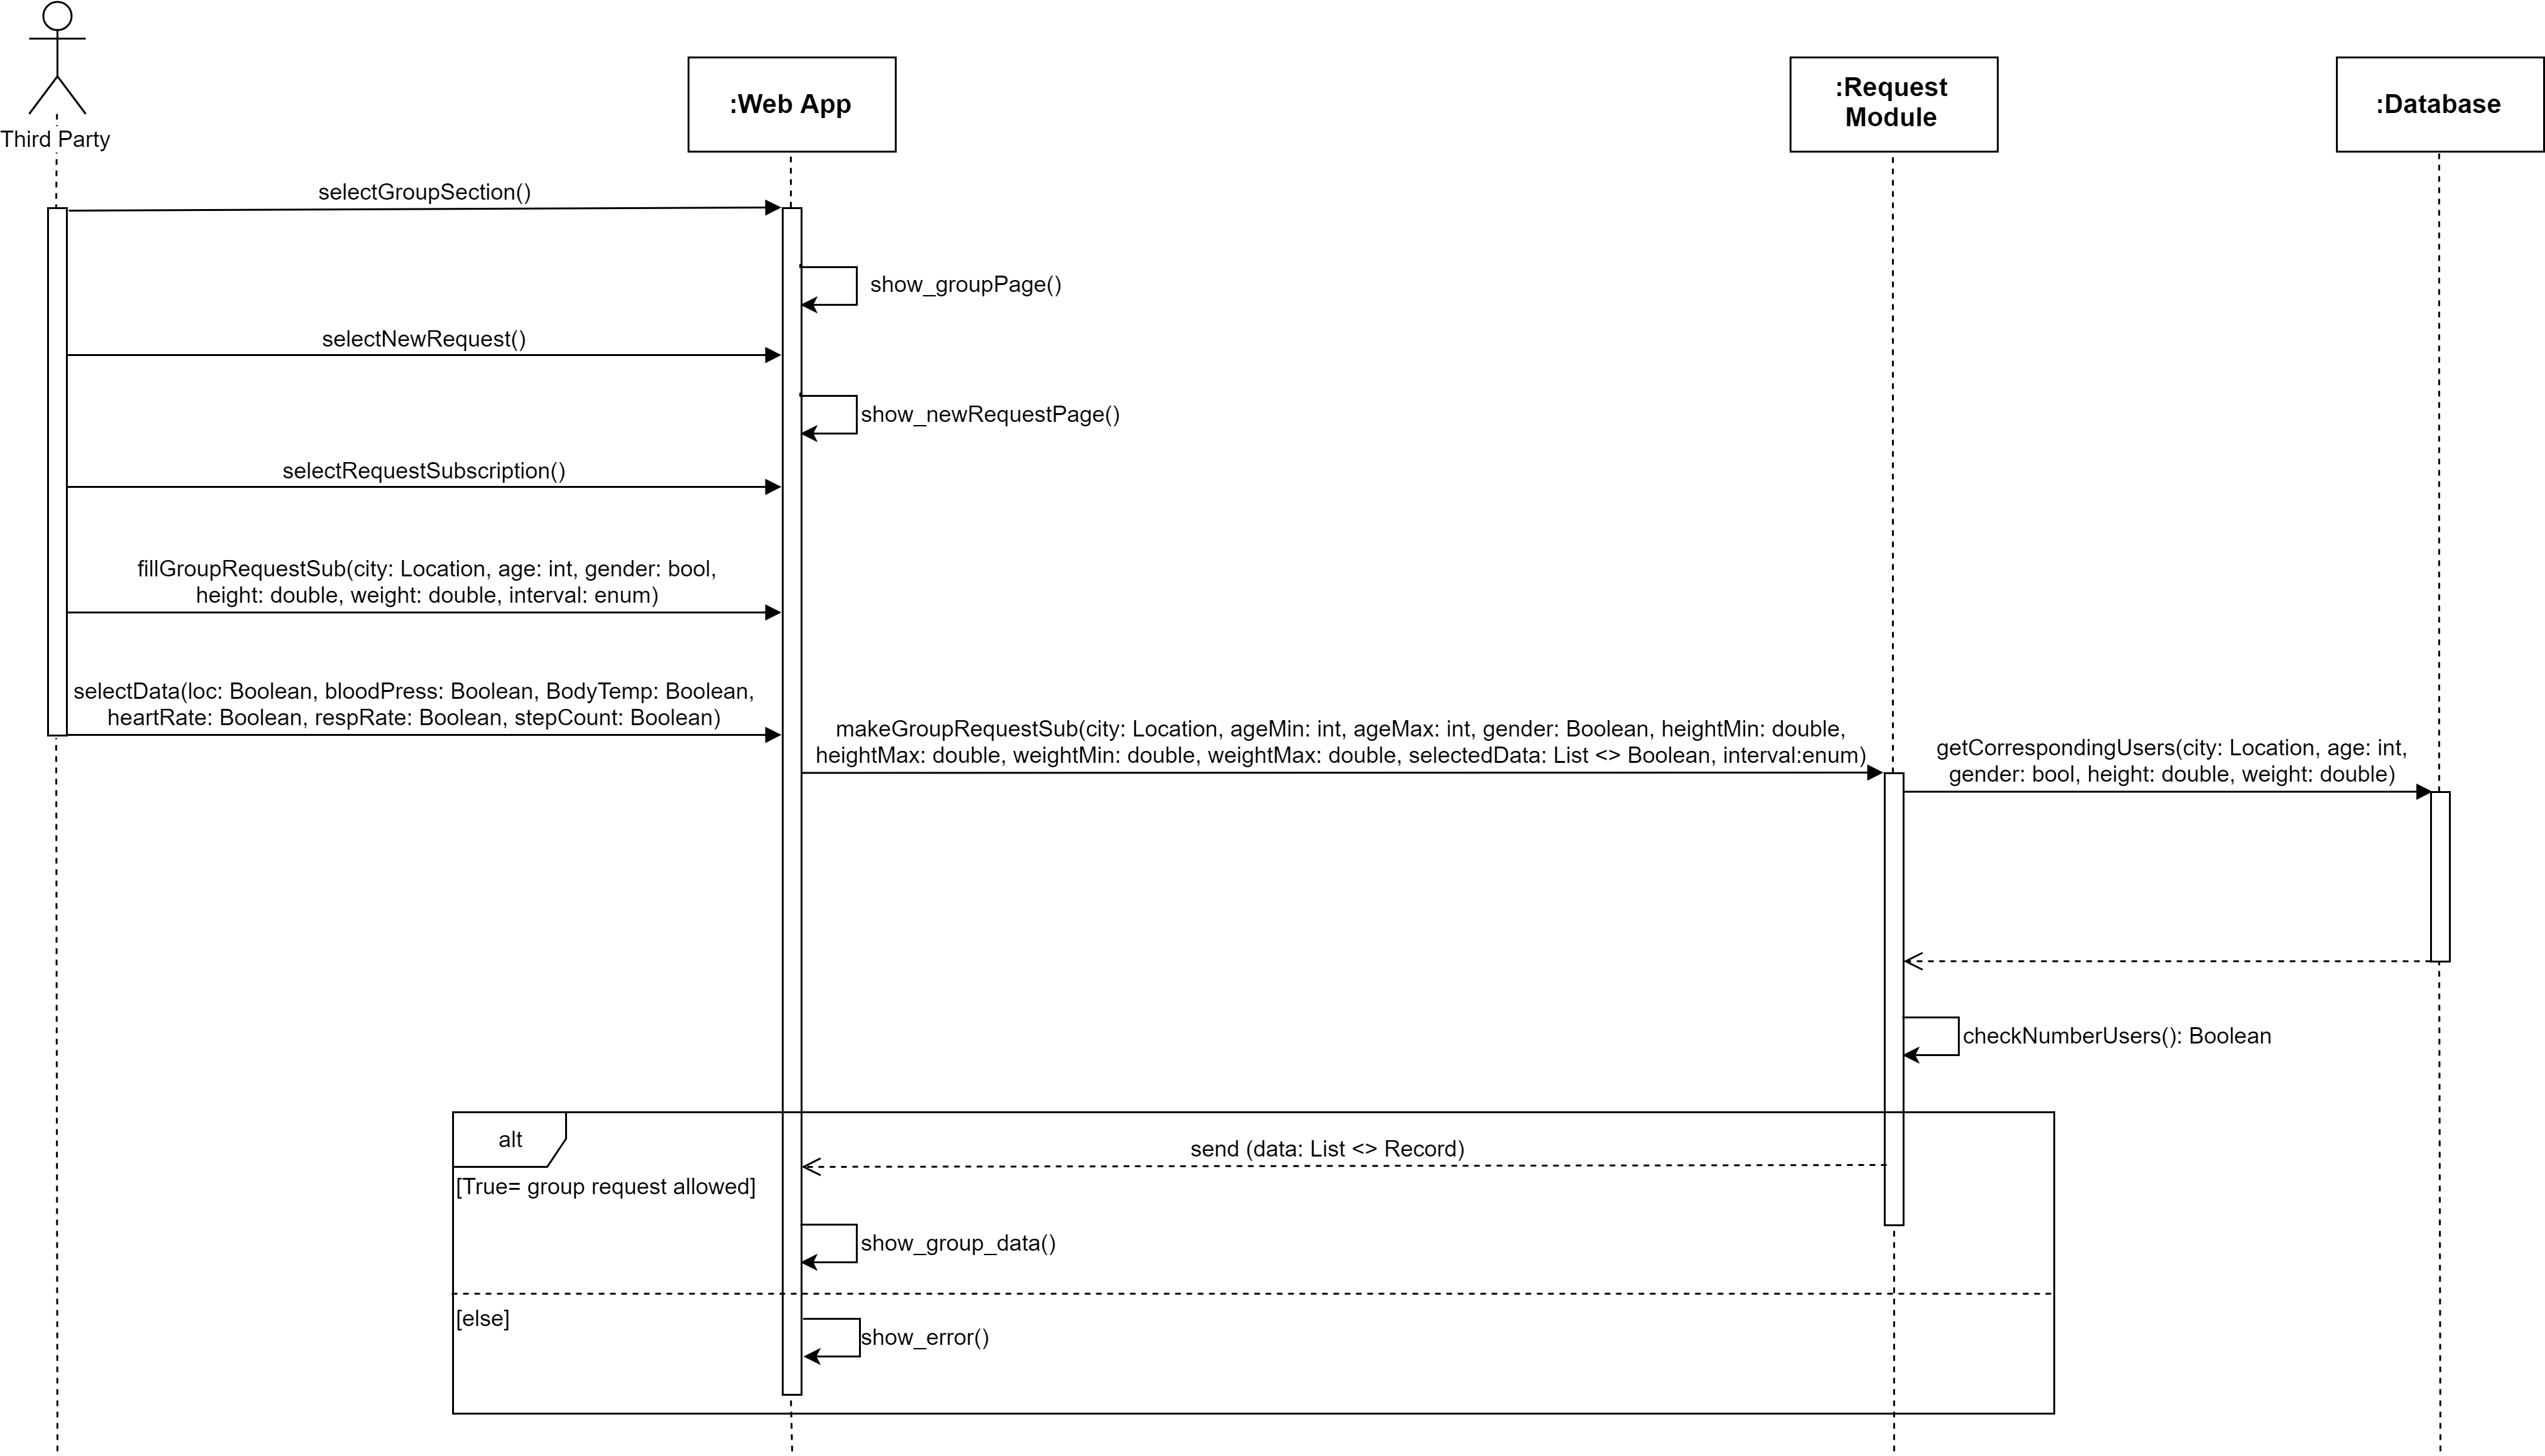 Third Party
:Web App
:Request
Module
:Database
selectGroupSection()
show_groupPage()
selectNewRequest()
show_newRequestPage()
selectRequestSubscription()
fillGroupRequestSub(city: Location, age: int, gender: bool,
height: double, weight: double, interval: enum)
selectData(loc: Boolean, bloodPress: Boolean, BodyTemp: Boolean,
heartRate: Boolean, respRate: Boolean, stepCount: Boolean)
makeGroupRequestSub(city: Location, ageMin: int, ageMax: int, gender: Boolean, heightMin: double,
heightMax: double, weightMin: double, weightMax: double, selectedData: List <> Boolean, interval:enum)
getCorrespondingUsers(city: Location, age: int,
gender: bool, height: double, weight: double)
checkNumberUsers(): Boolean
alt
send (data: List <> Record)
[True= group request allowed]
show_group_data()
[else]
show_error()